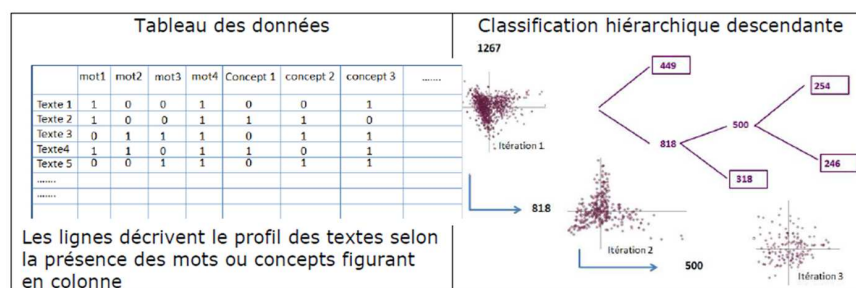 Tableau des données
mot1 mot2 mot3 mot4 Concept 1 concept 2 concept 3 .......
Texte 1 1 0 0 1 0 0 1
Texte 2 1 0 0 1 1 1 0
Texte 3 0 1 1 1 0 1 1
Texte4 1 1 0 1 1 0 1
Texte 5 0 0 1 1 0 1 1
.......
.......
Les lignes décrivent le profil des textes selon
la présence des mots ou concepts figurant
en colonne
Classification hiérarchique descendante
1267
449
254
818
500
Itération 1
246
318
818
Itération 2
500
Itération 3